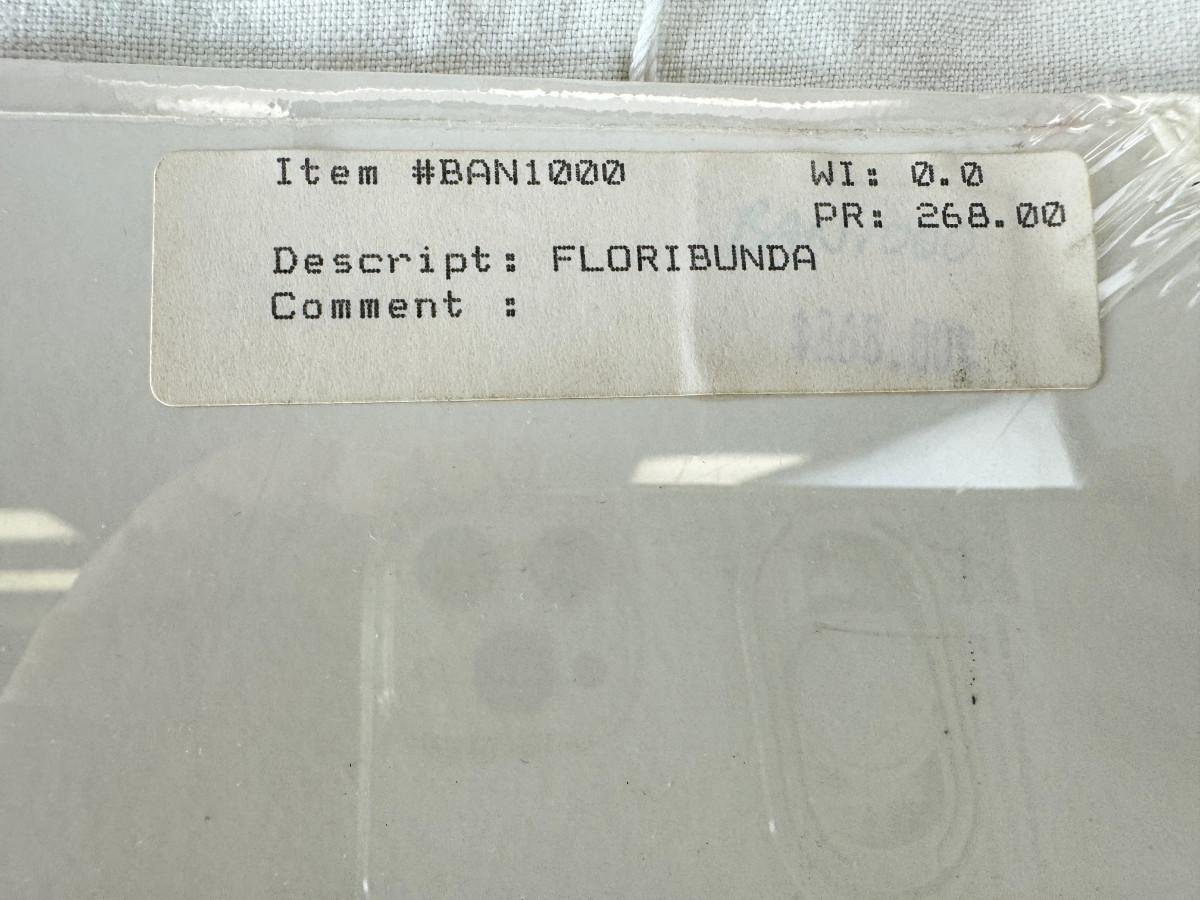 Item #BAN1000 WI: 0.0
PR: 268.00
Descript: FLORIBUNDA
Comment :